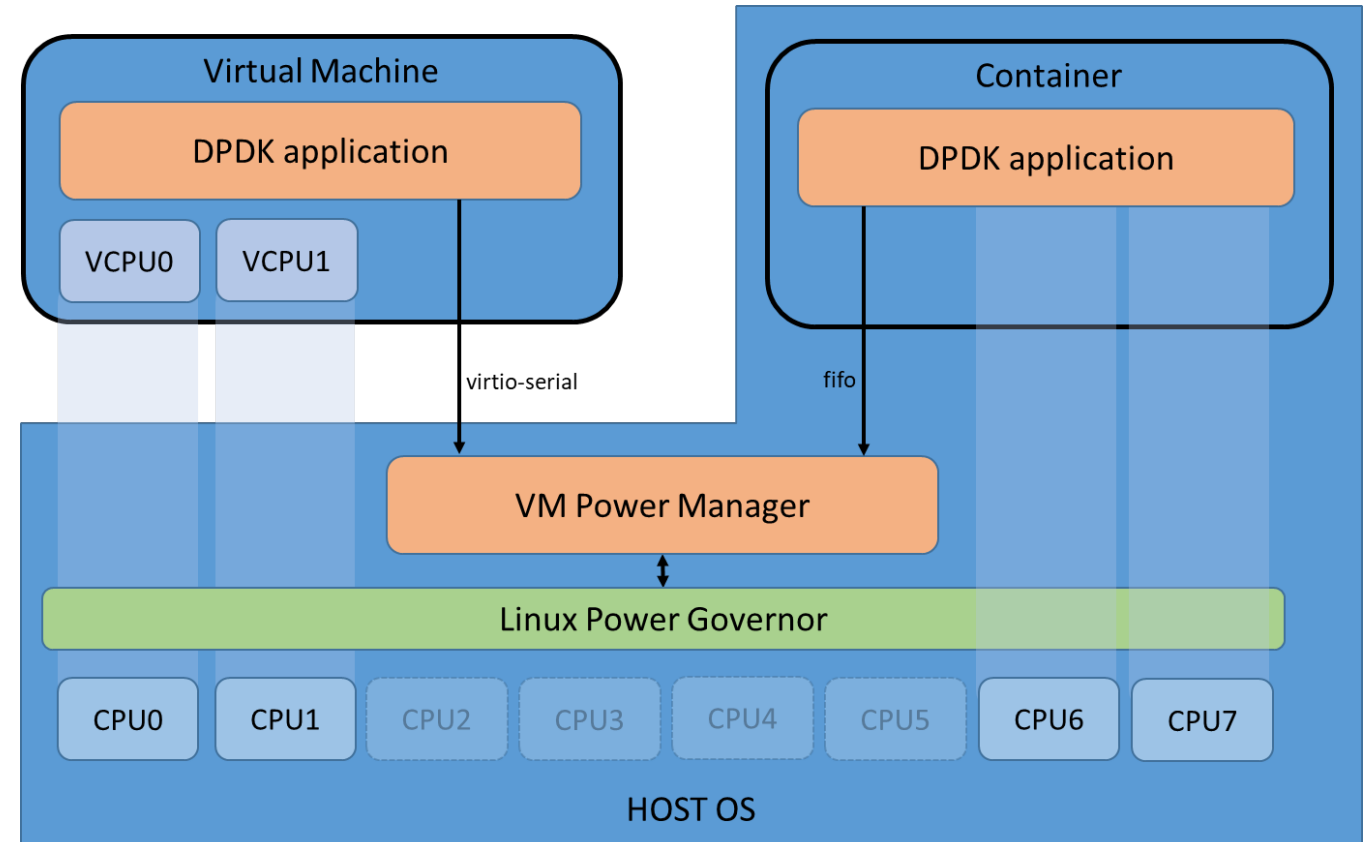 Virtual Machine
DPDK application
VCPU0
VCPU1
virtio-serial
Container
DPDK application
fifo
VM Power Manager
Linux Power Governor
CPU0
CPU1
CPU2
CPU3
CPU4
CPU5
CPU6
CPU7
HOST OS